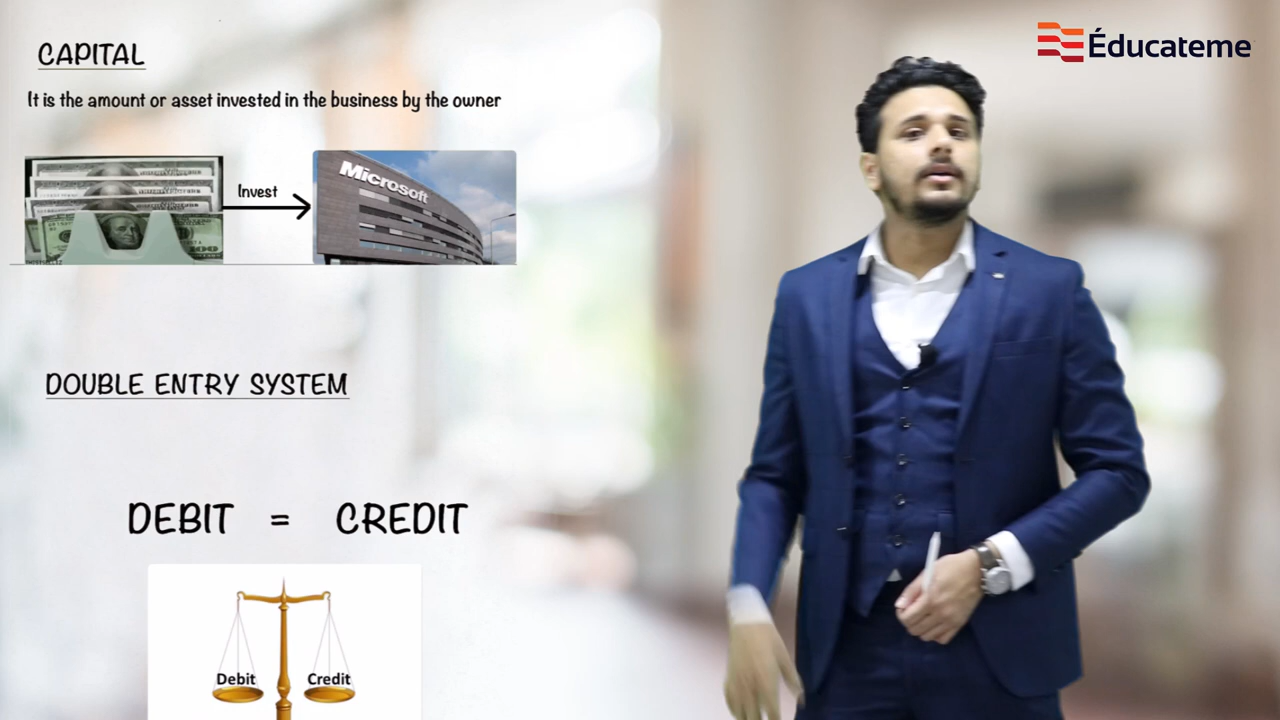 CAPITAL
Éducateme
It is the amount or asset invested in the business by the owner
Invest
Microsoft
DOUBLE ENTRY SYSTEM
DEBIT = CREDIT
Debit Credit